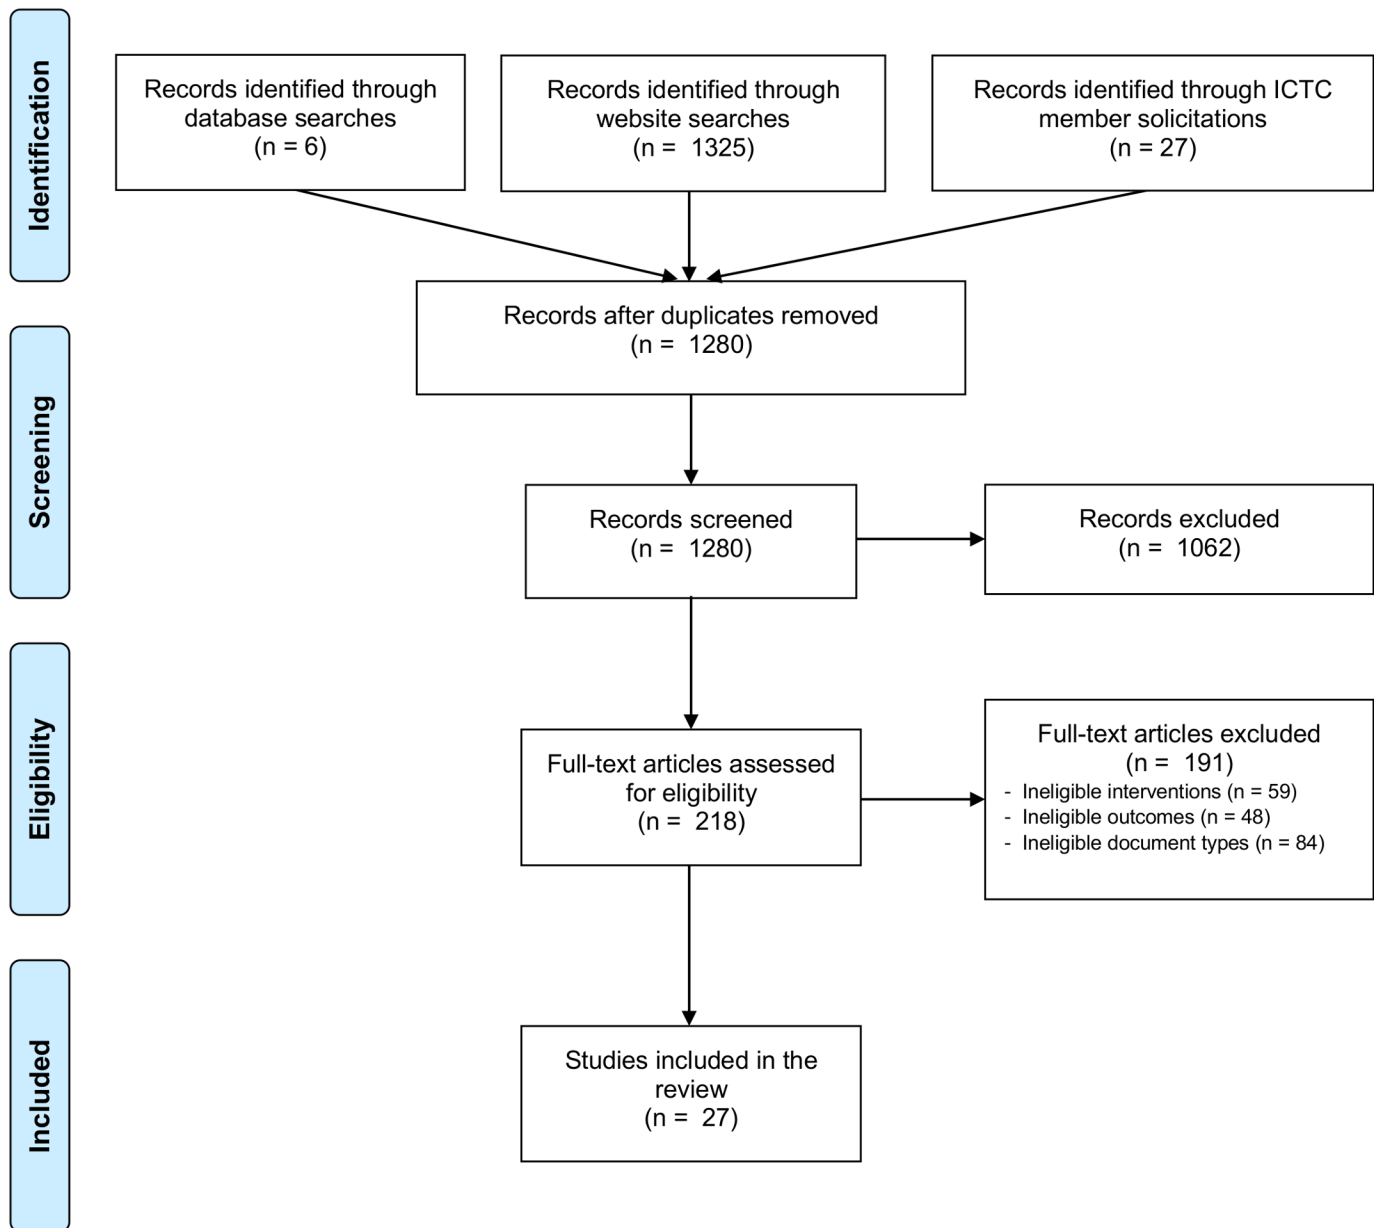 Identification
Records identified through
database searches
(n = 6)
Records identified through
website searches
(n = 1325)
Records identified through ICTC
member solicitations
(n = 27)
Records after duplicates removed
(n = 1280)
Screening
Records screened
(n = 1280)
Records excluded
(n = 1062)
Eligibility
Full-text articles assessed
for eligibility
(n = 218)
Full-text articles excluded
(n = 191)
- Ineligible interventions (n = 59)
- Ineligible outcomes (n = 48)
- Ineligible document types (n = 84)
Included
Studies included in the
review
(n = 27)